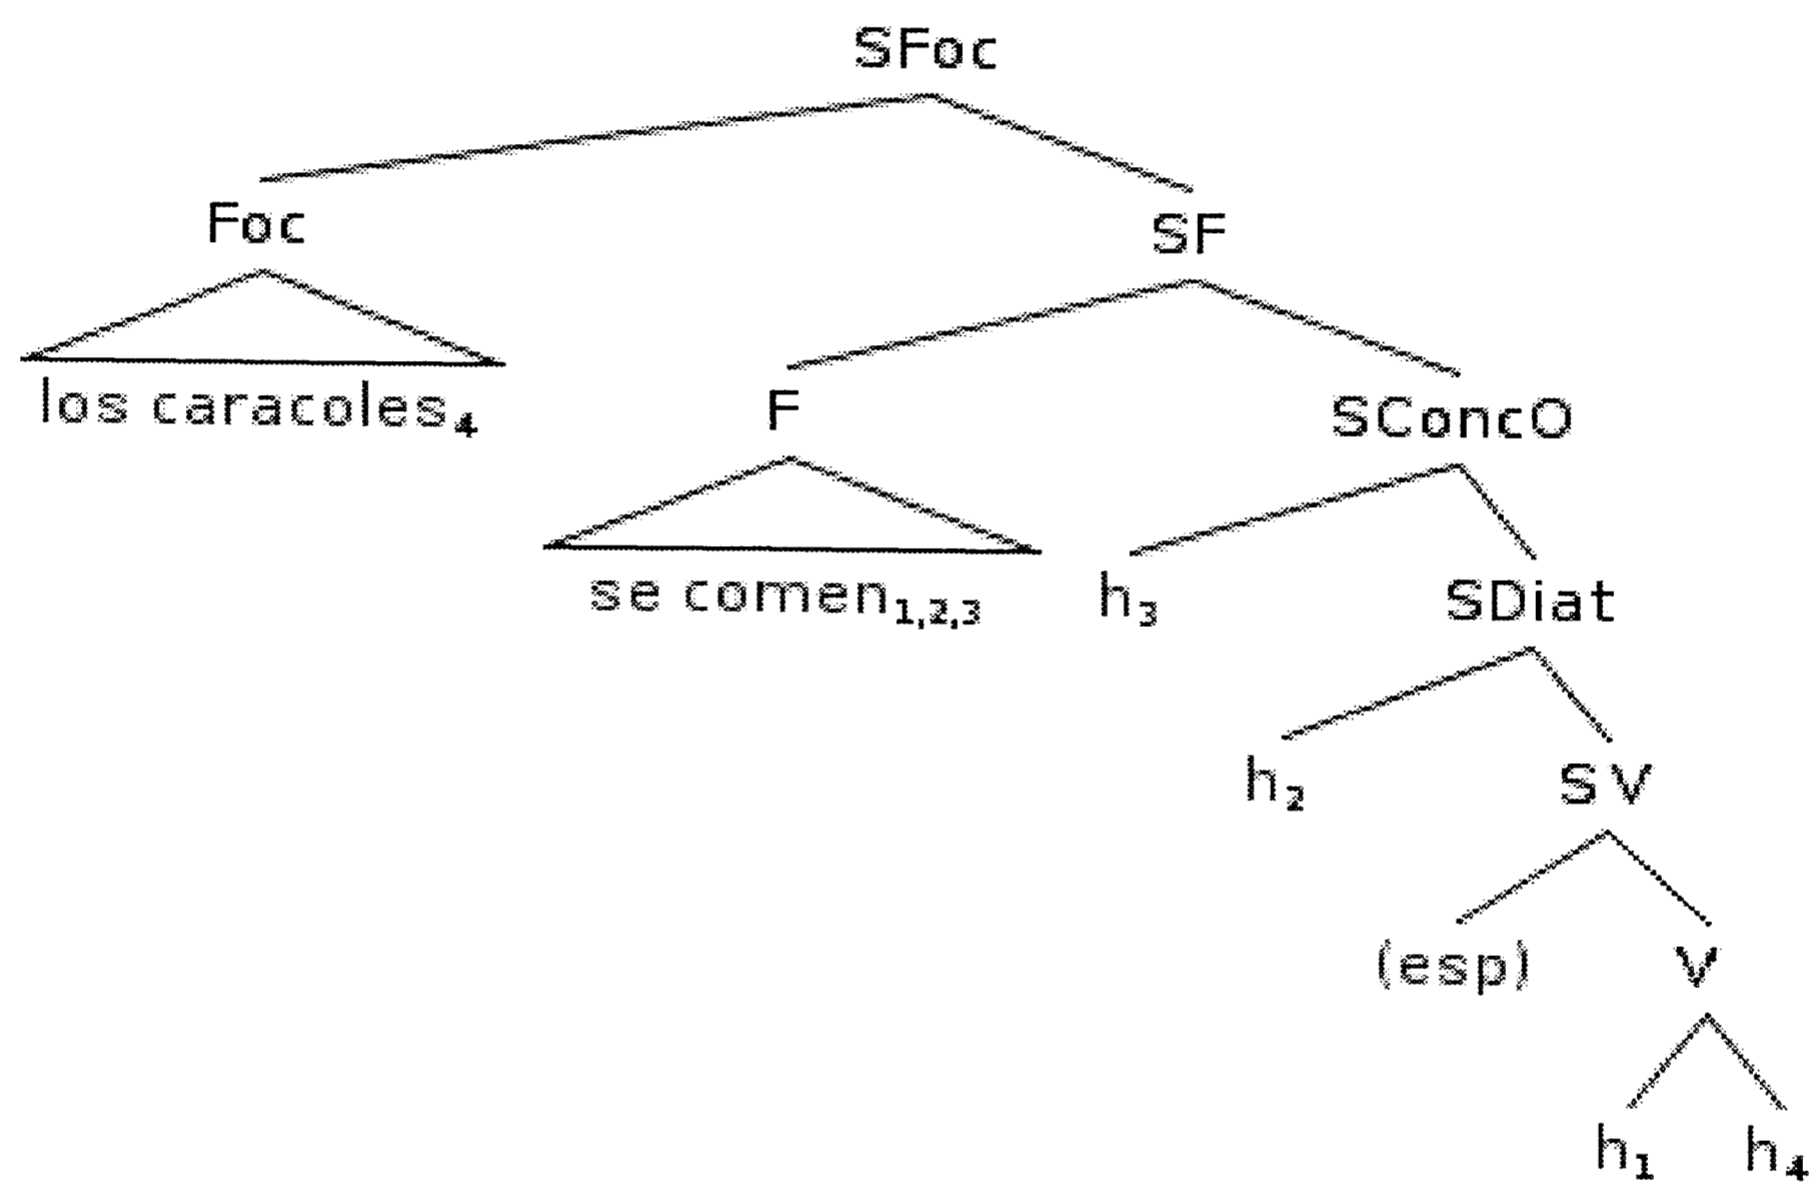 SFoc
Foc SF
los caracoles₄ F SConcO
se comen₁,₂,₃ h₃ SDiat
h₂ SV
(esp) V
h₁ h₄